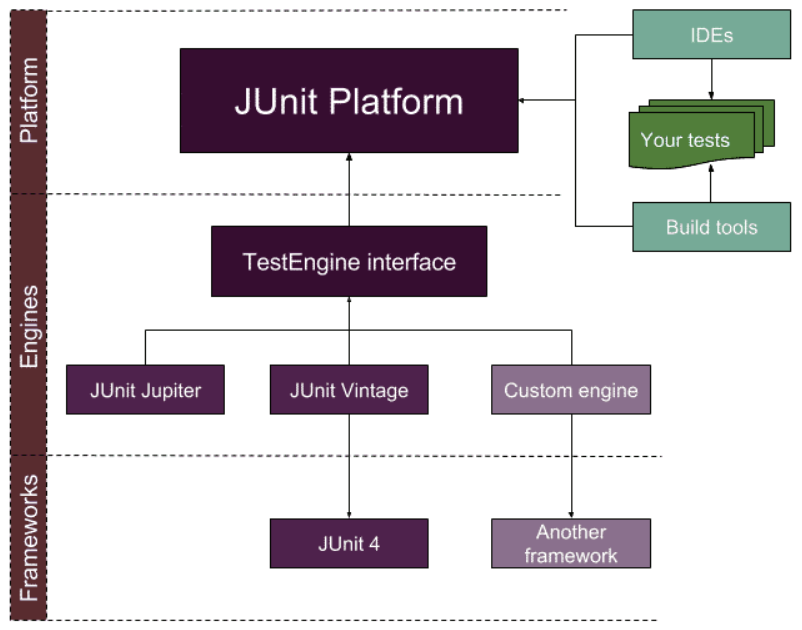 Platform
JUnit Platform
IDEs
Your tests
Build tools
Engines
TestEngine interface
JUnit Jupiter
JUnit Vintage
Custom engine
Frameworks
JUnit 4
Another
framework